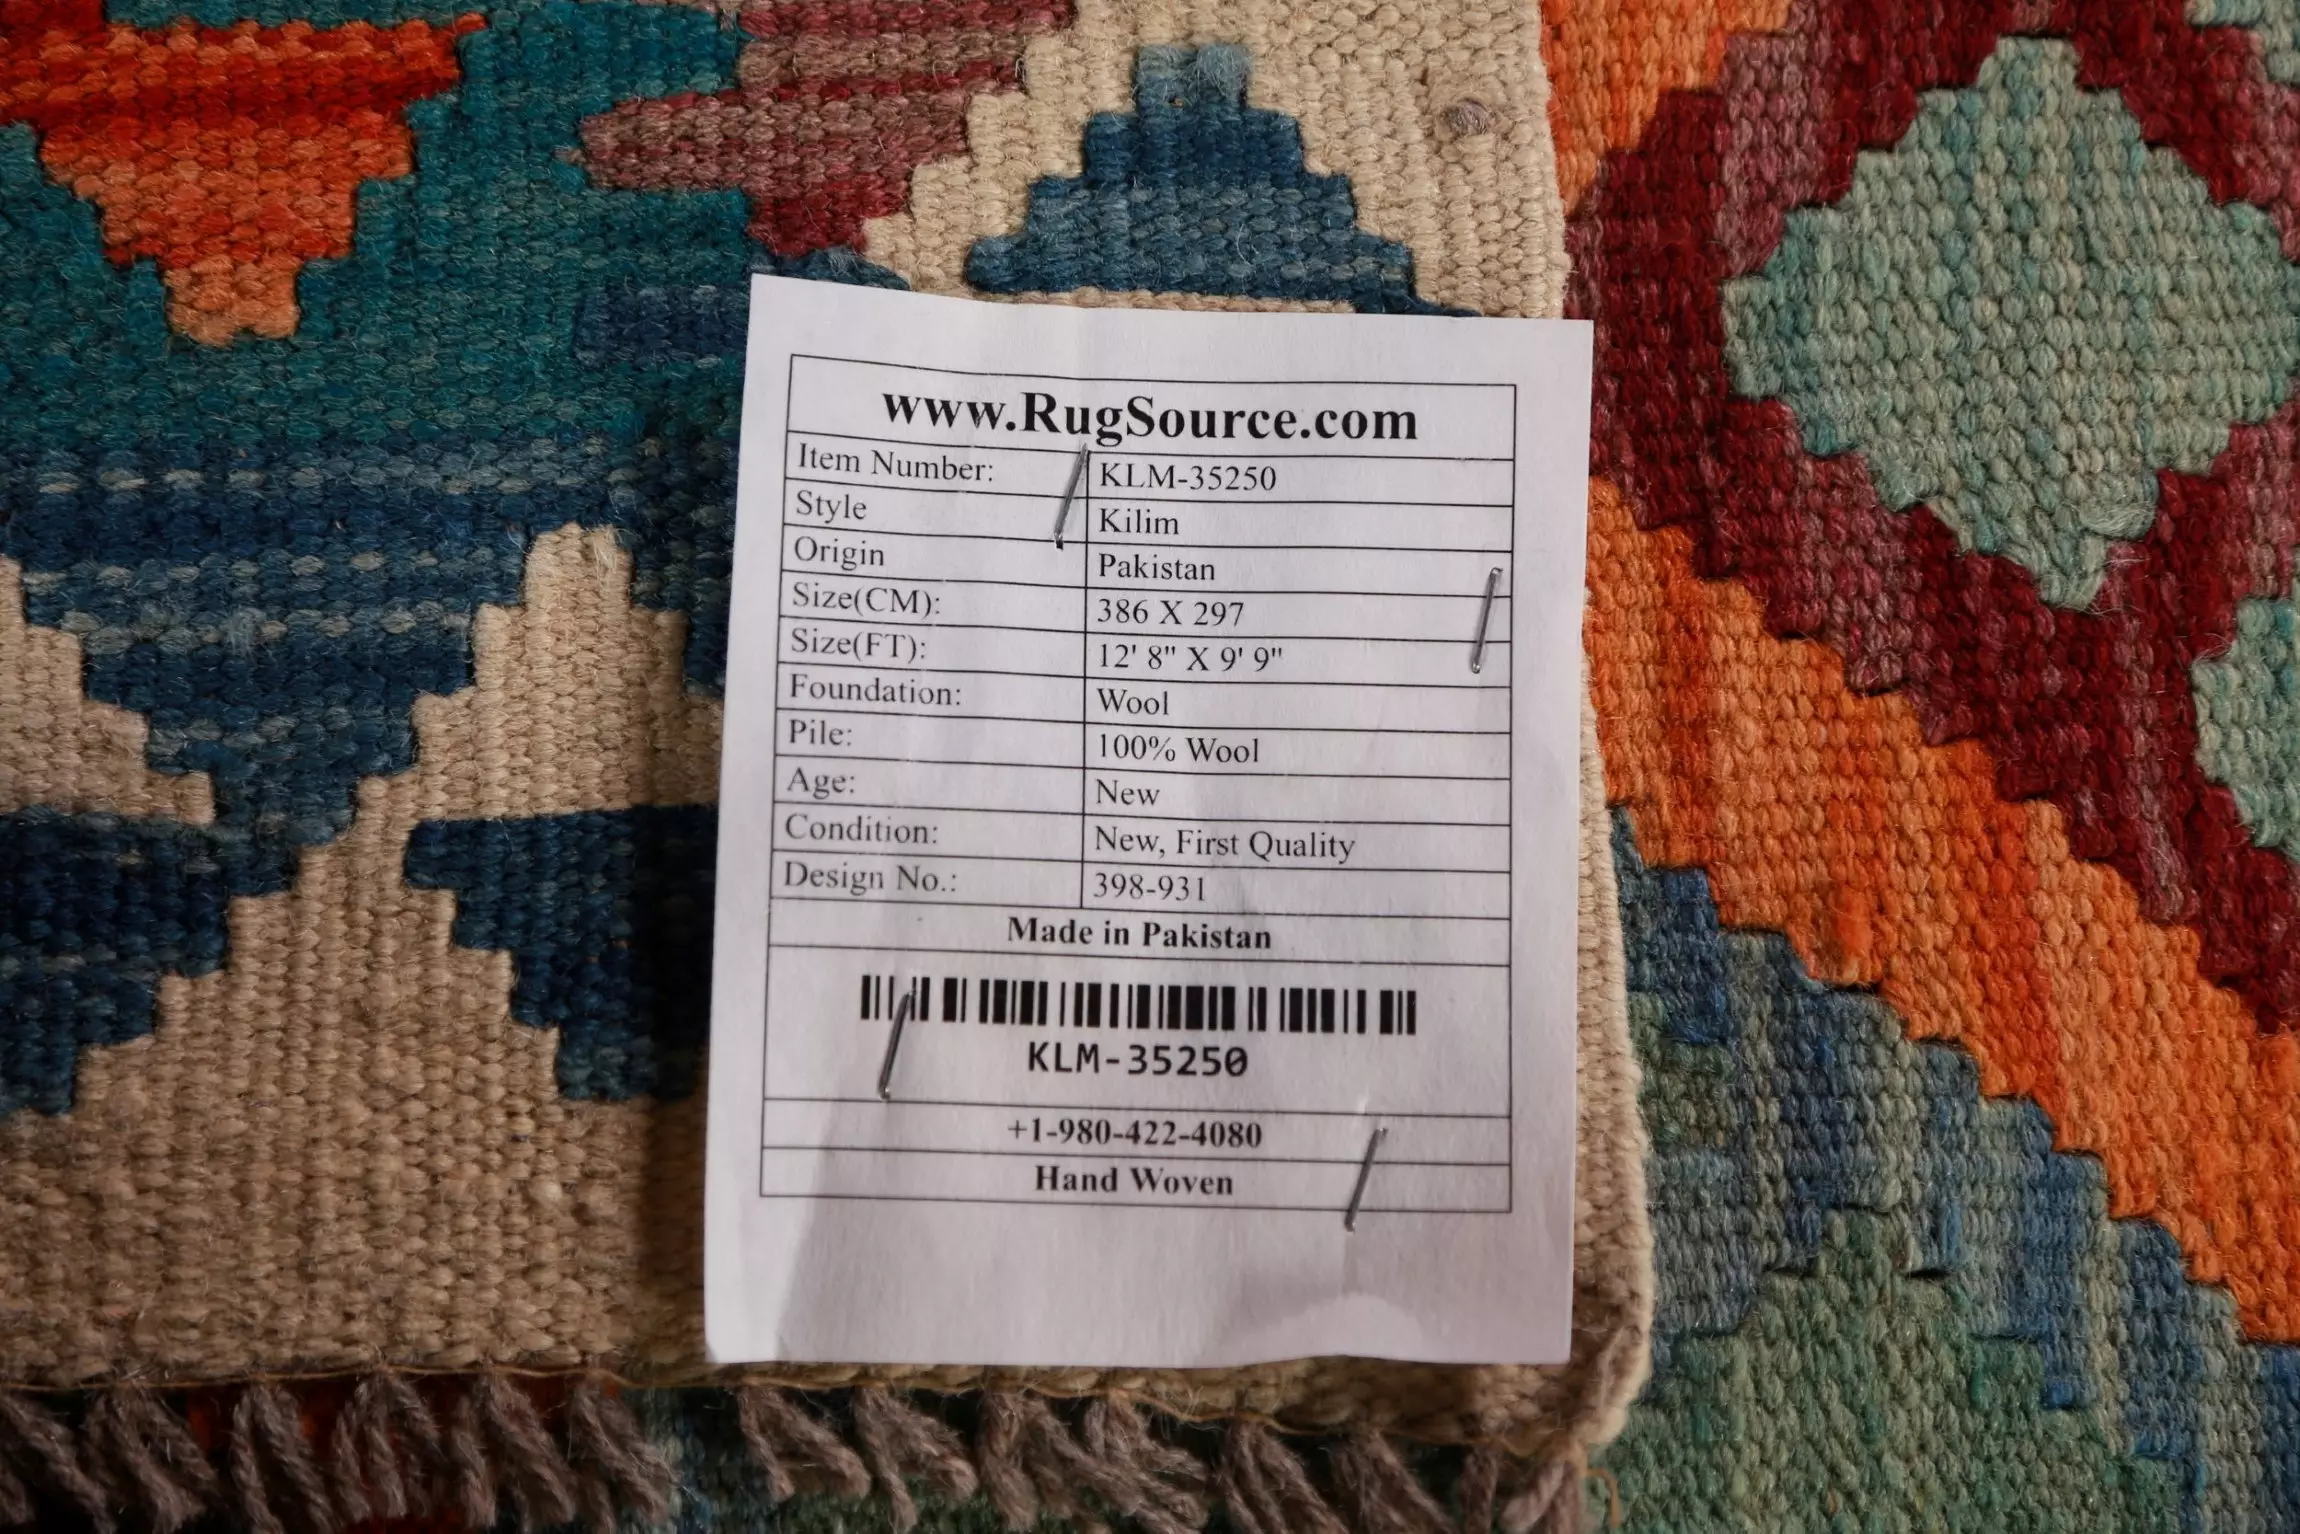 www.RugSource.com
Item Number: KLM-35250
Style Kilim
Origin Pakistan
Size(CM): 386 X 297
Size(FT): 12' 8" X 9' 9"
Foundation: Wool
Pile: 100% Wool
Age: New
Condition: New, First Quality
Design No.: 398-931
Made in Pakistan
KLM-35250
+1-980-422-4080
Hand Woven